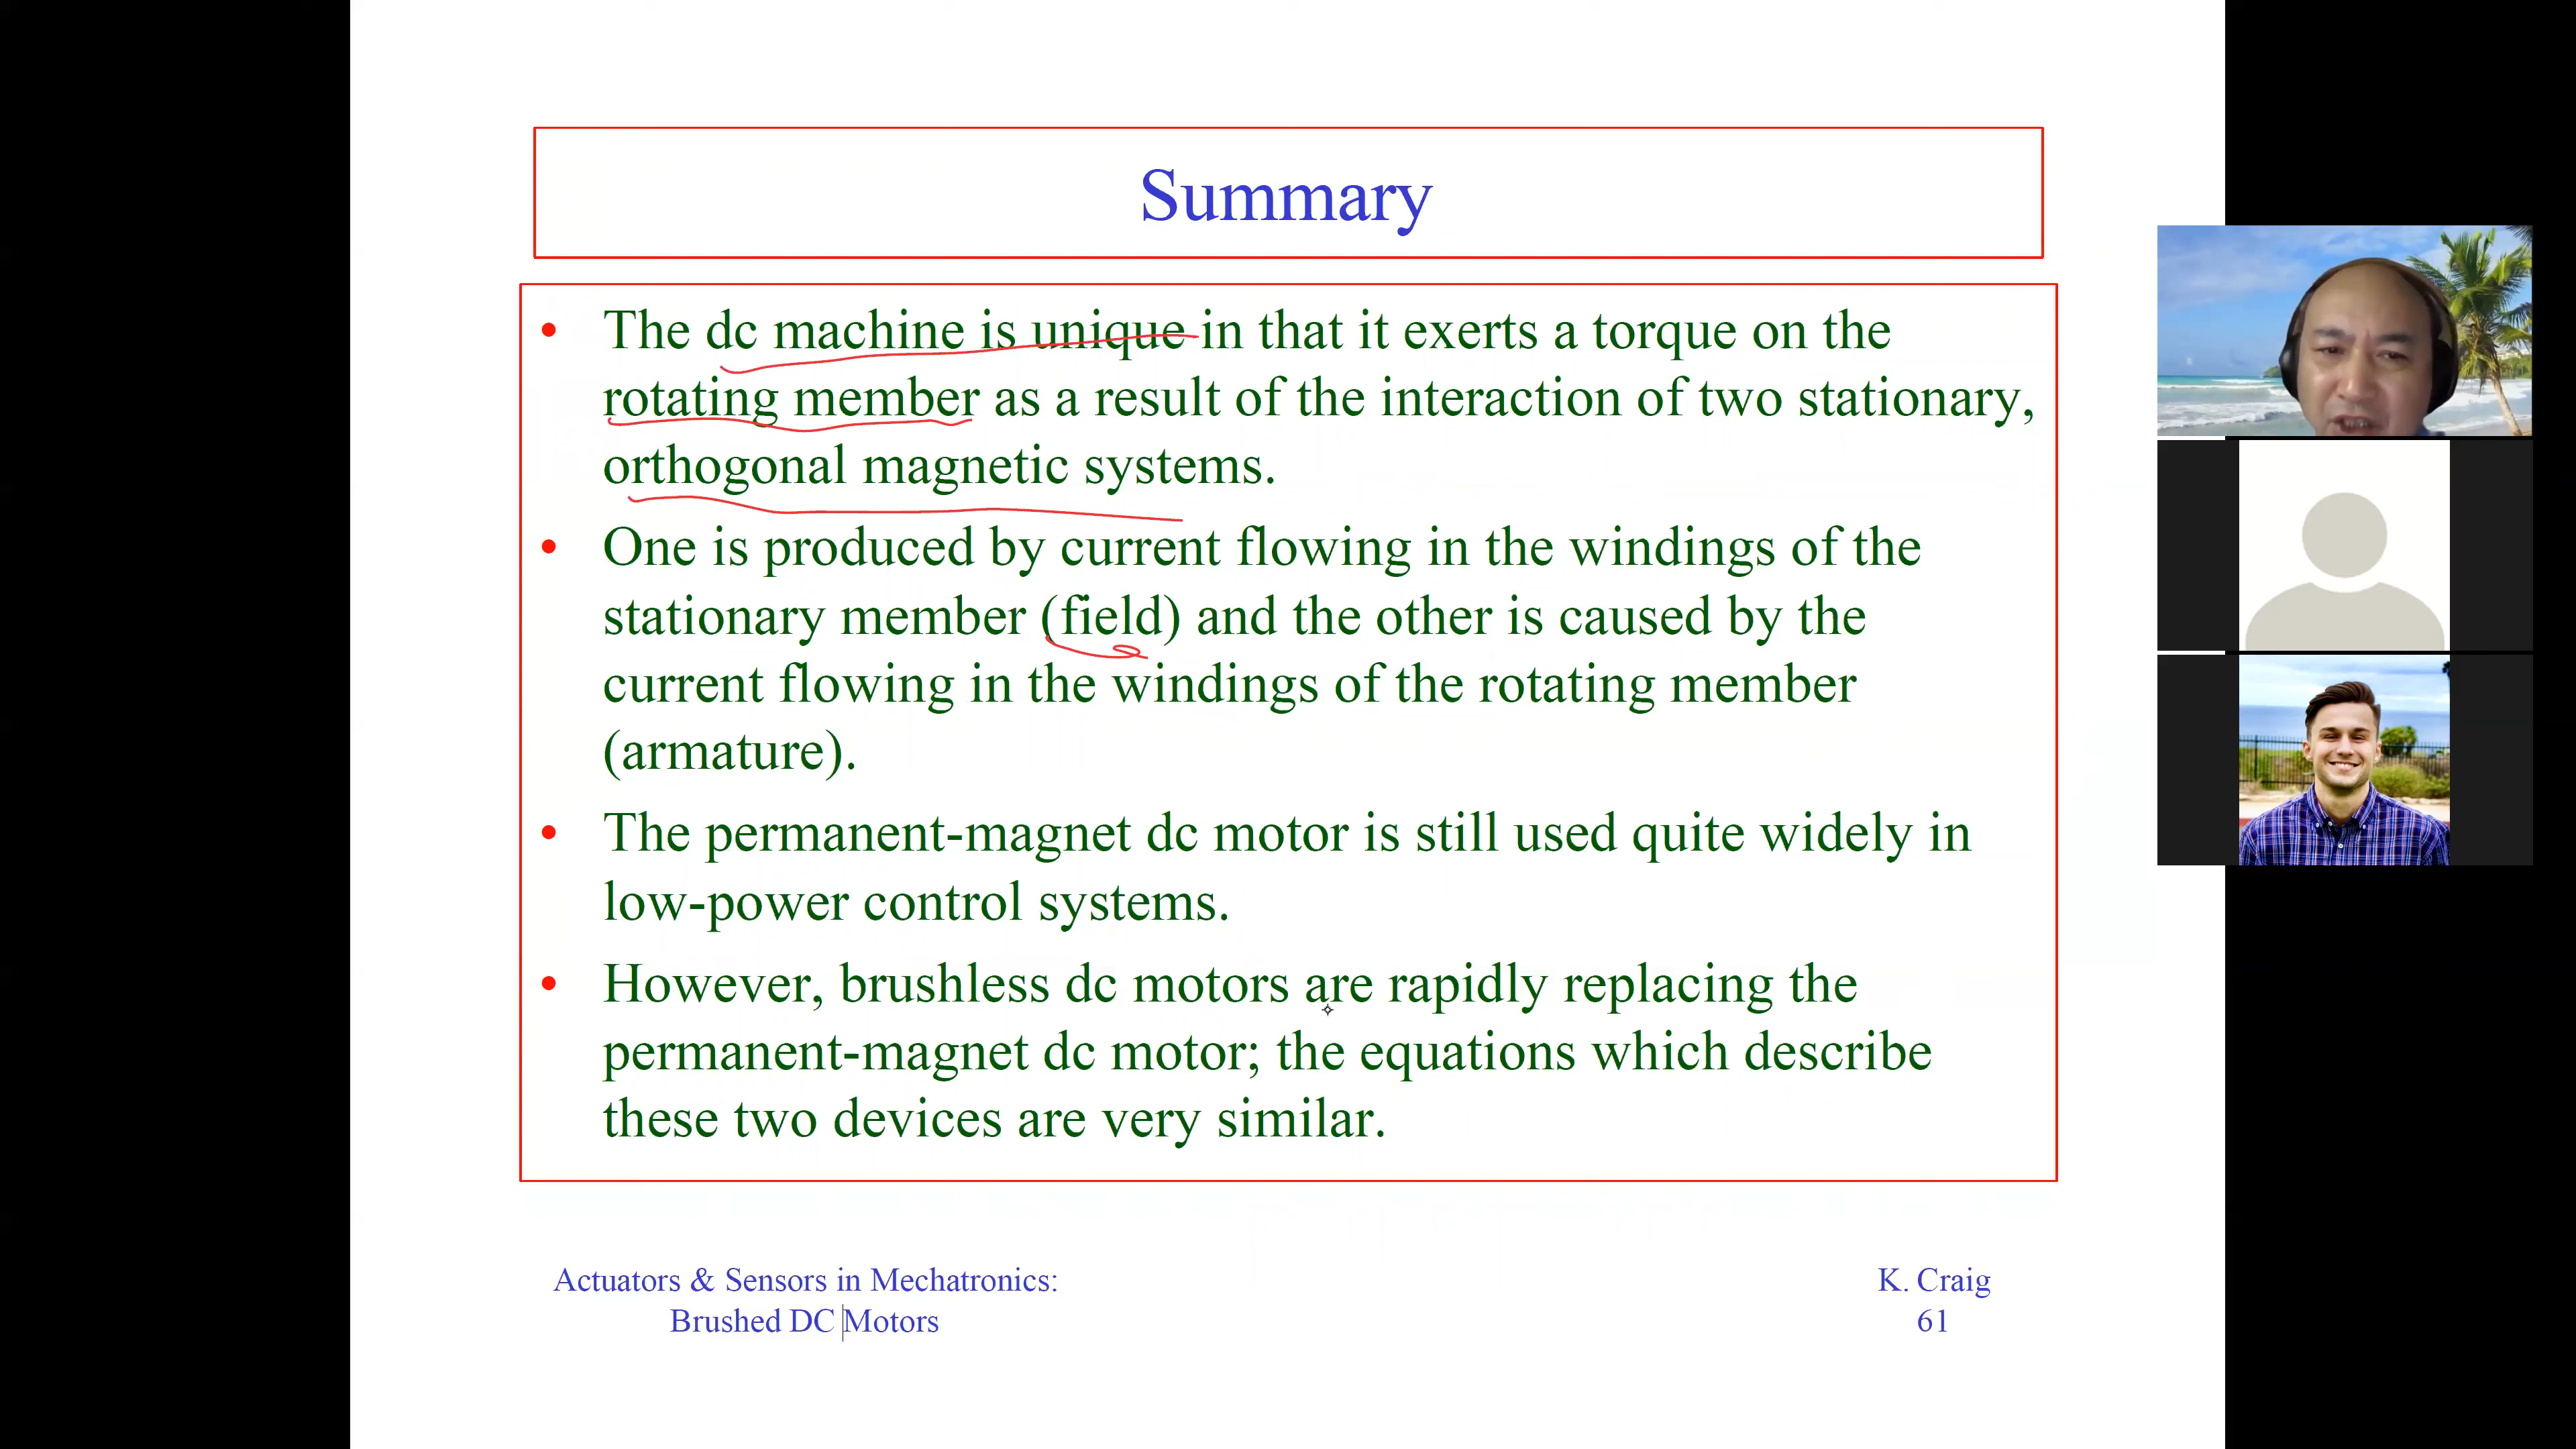 Summary
• The dc machine is unique in that it exerts a torque on the
rotating member as a result of the interaction of two stationary,
orthogonal magnetic systems.
• One is produced by current flowing in the windings of the
stationary member (field) and the other is caused by the
current flowing in the windings of the rotating member
(armature).
• The permanent-magnet dc motor is still used quite widely in
low-power control systems.
• However, brushless dc motors are rapidly replacing the
permanent-magnet dc motor; the equations which describe
these two devices are very similar.
Actuators & Sensors in Mechatronics:
Brushed DC Motors
K. Craig
61